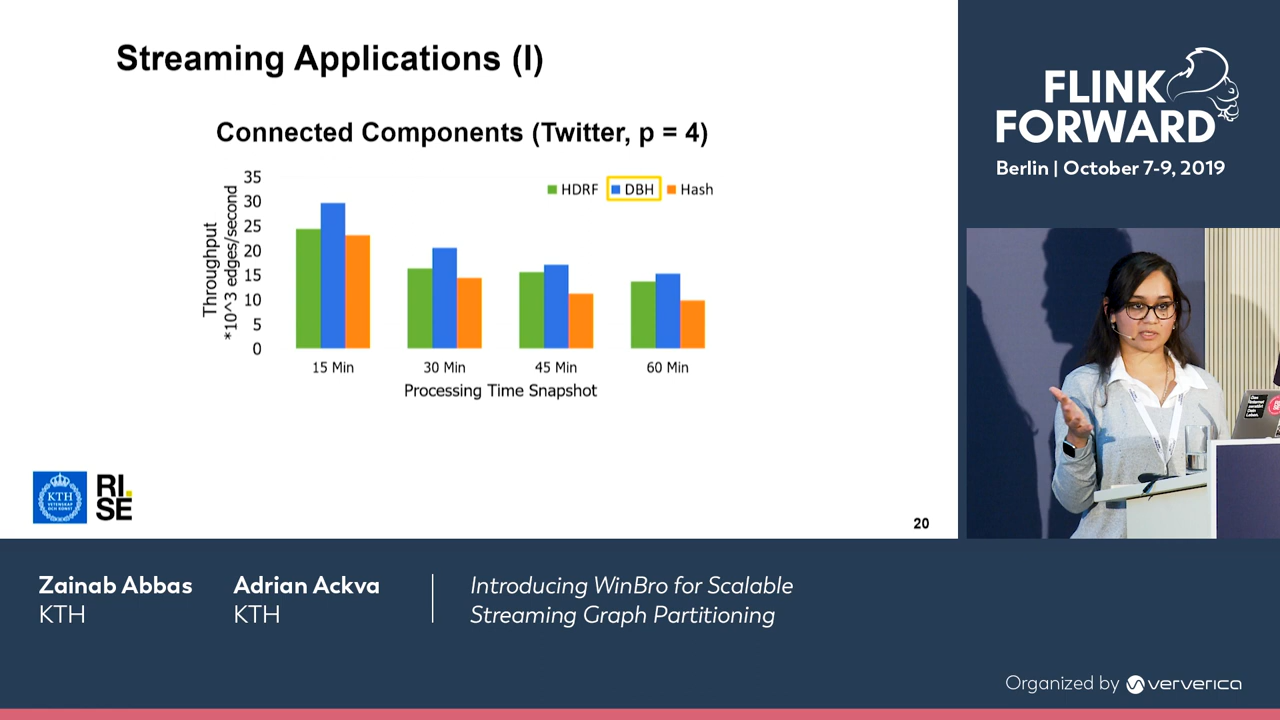 Streaming Applications (I)
Connected Components (Twitter, p = 4)
HDRF DBH Hash
Throughput
*10^3 edges/second
35
30
25
20
15
10
5
0
15 Min 30 Min 45 Min 60 Min
Processing Time Snapshot
KTH
VETENSKAP
OCH KONST
RI.
SE
20
FLINK
FORWARD
Berlin | October 7-9, 2019
Zainab Abbas
KTH
Adrian Ackva
KTH
Introducing WinBro for Scalable
Streaming Graph Partitioning
Organized by ververica